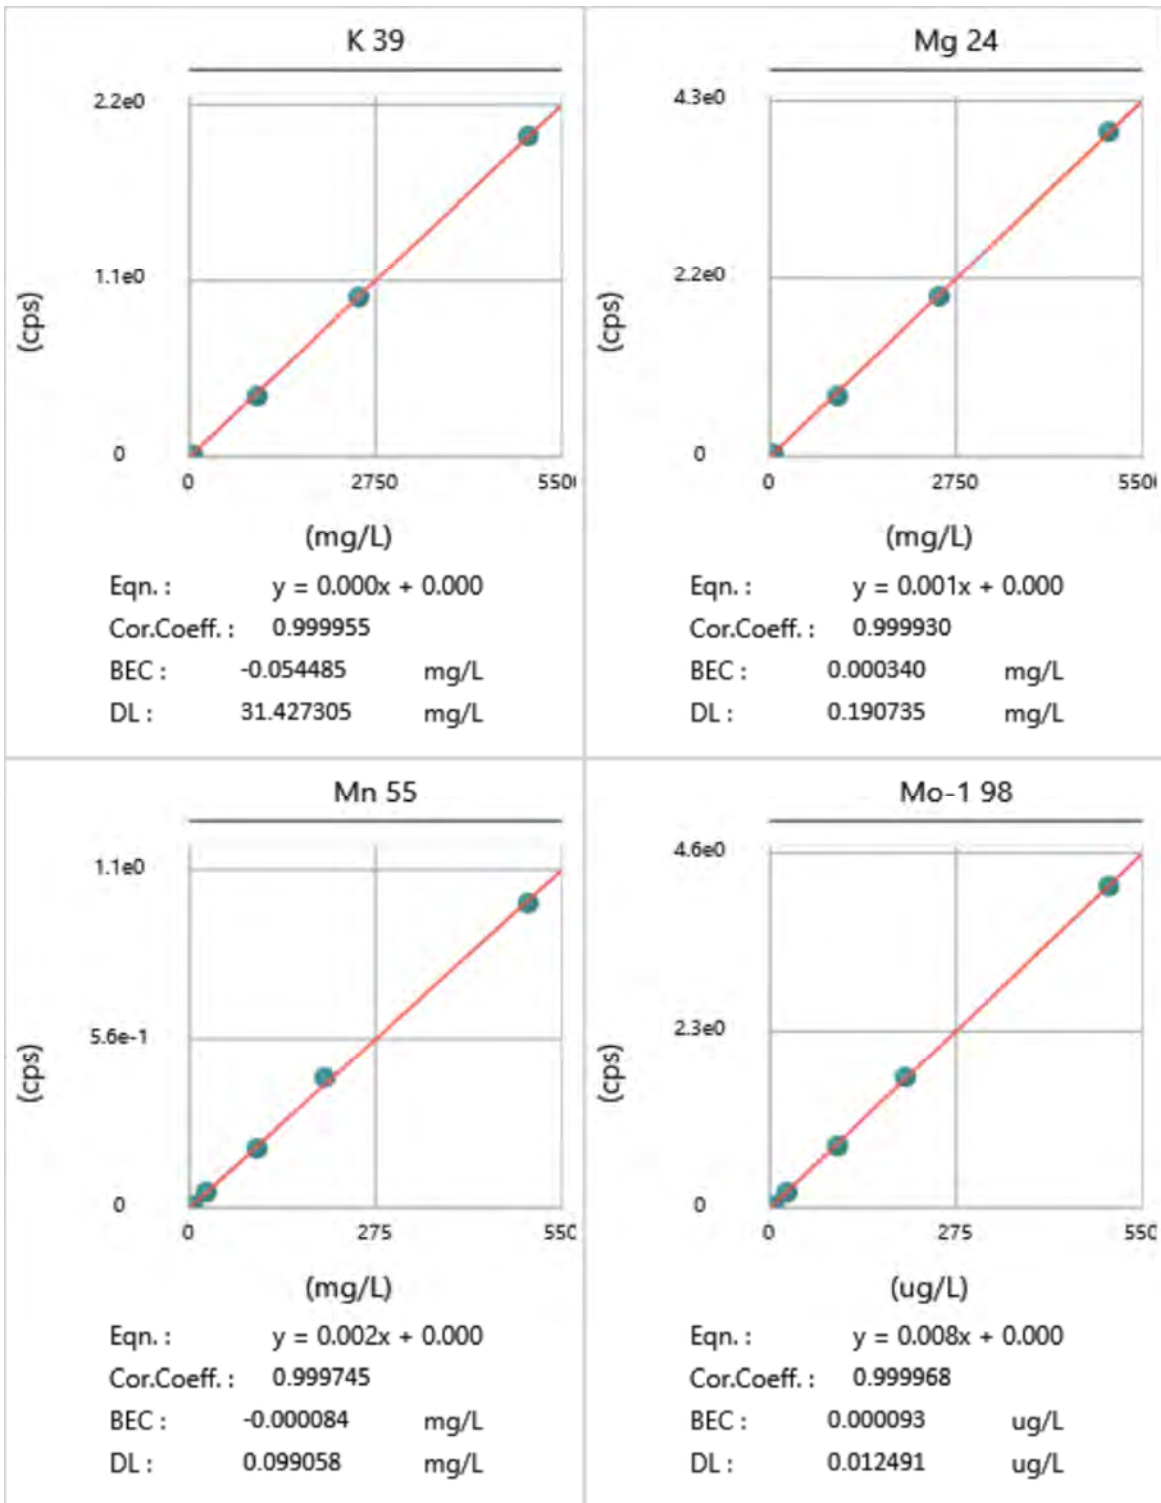 K 39
2.2e0
1.1e0
0
(cps)
0 2750 5500
(mg/L)
Eqn. : y = 0.000x + 0.000
Cor.Coeff. : 0.999955
BEC : -0.054485 mg/L
DL : 31.427305 mg/L
Mg 24
4.3e0
2.2e0
0
(cps)
0 2750 5500
(mg/L)
Eqn. : y = 0.001x + 0.000
Cor.Coeff. : 0.999930
BEC : 0.000340 mg/L
DL : 0.190735 mg/L
Mn 55
1.1e0
5.6e-1
0
(cps)
0 275 550
(mg/L)
Eqn. : y = 0.002x + 0.000
Cor.Coeff. : 0.999745
BEC : -0.000084 mg/L
DL : 0.099058 mg/L
Mo-1 98
4.6e0
2.3e0
0
(cps)
0 275 550
(ug/L)
Eqn. : y = 0.008x + 0.000
Cor.Coeff. : 0.999968
BEC : 0.000093 ug/L
DL : 0.012491 ug/L